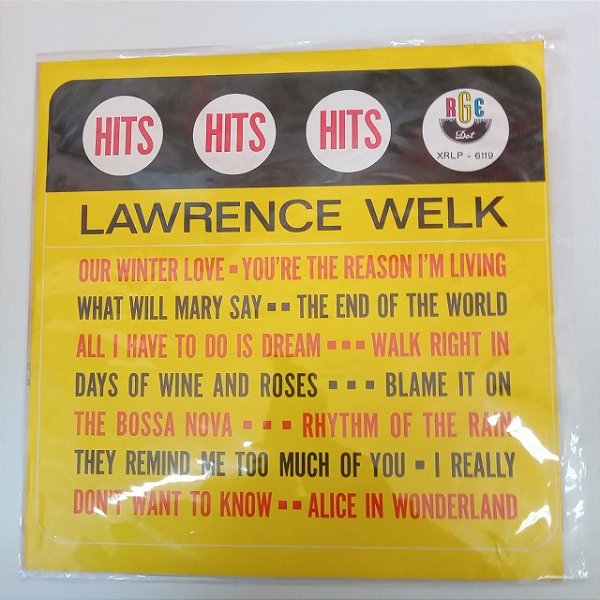 HITS HITS HITS
RGE
Dot
XRLP - 6119
LAWRENCE WELK
OUR WINTER LOVE ▪ YOU'RE THE REASON I'M LIVING
WHAT WILL MARY SAY ▪ ▪ THE END OF THE WORLD
ALL I HAVE TO DO IS DREAM ▪ ▪ ▪ WALK RIGHT IN
DAYS OF WINE AND ROSES ▪ ▪ ▪ BLAME IT ON
THE BOSSA NOVA ▪ ▪ ▪ RHYTHM OF THE RAIN
THEY REMIND ME TOO MUCH OF YOU ▪ I REALLY
DON'T WANT TO KNOW ▪ ▪ ALICE IN WONDERLAND